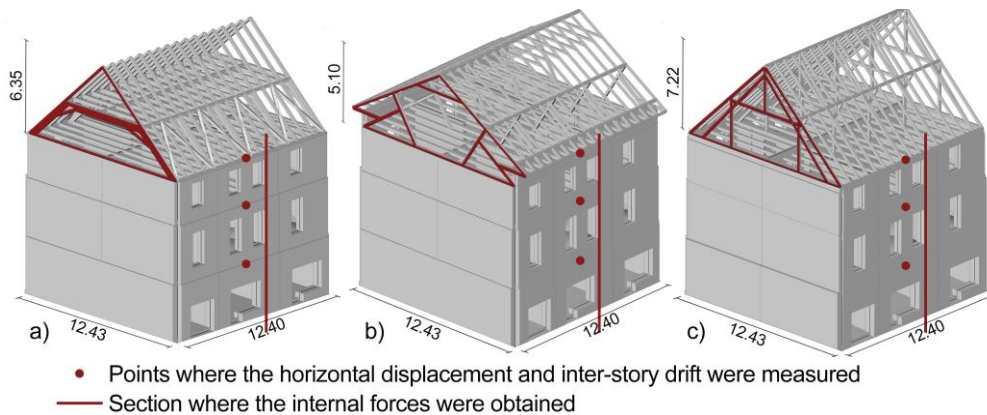 6.35
5.10
7.22
a)
12.43
12.40
b)
12.43
12.40
c)
12.43
12.40
Points where the horizontal displacement and inter-story drift were measured
Section where the internal forces were obtained